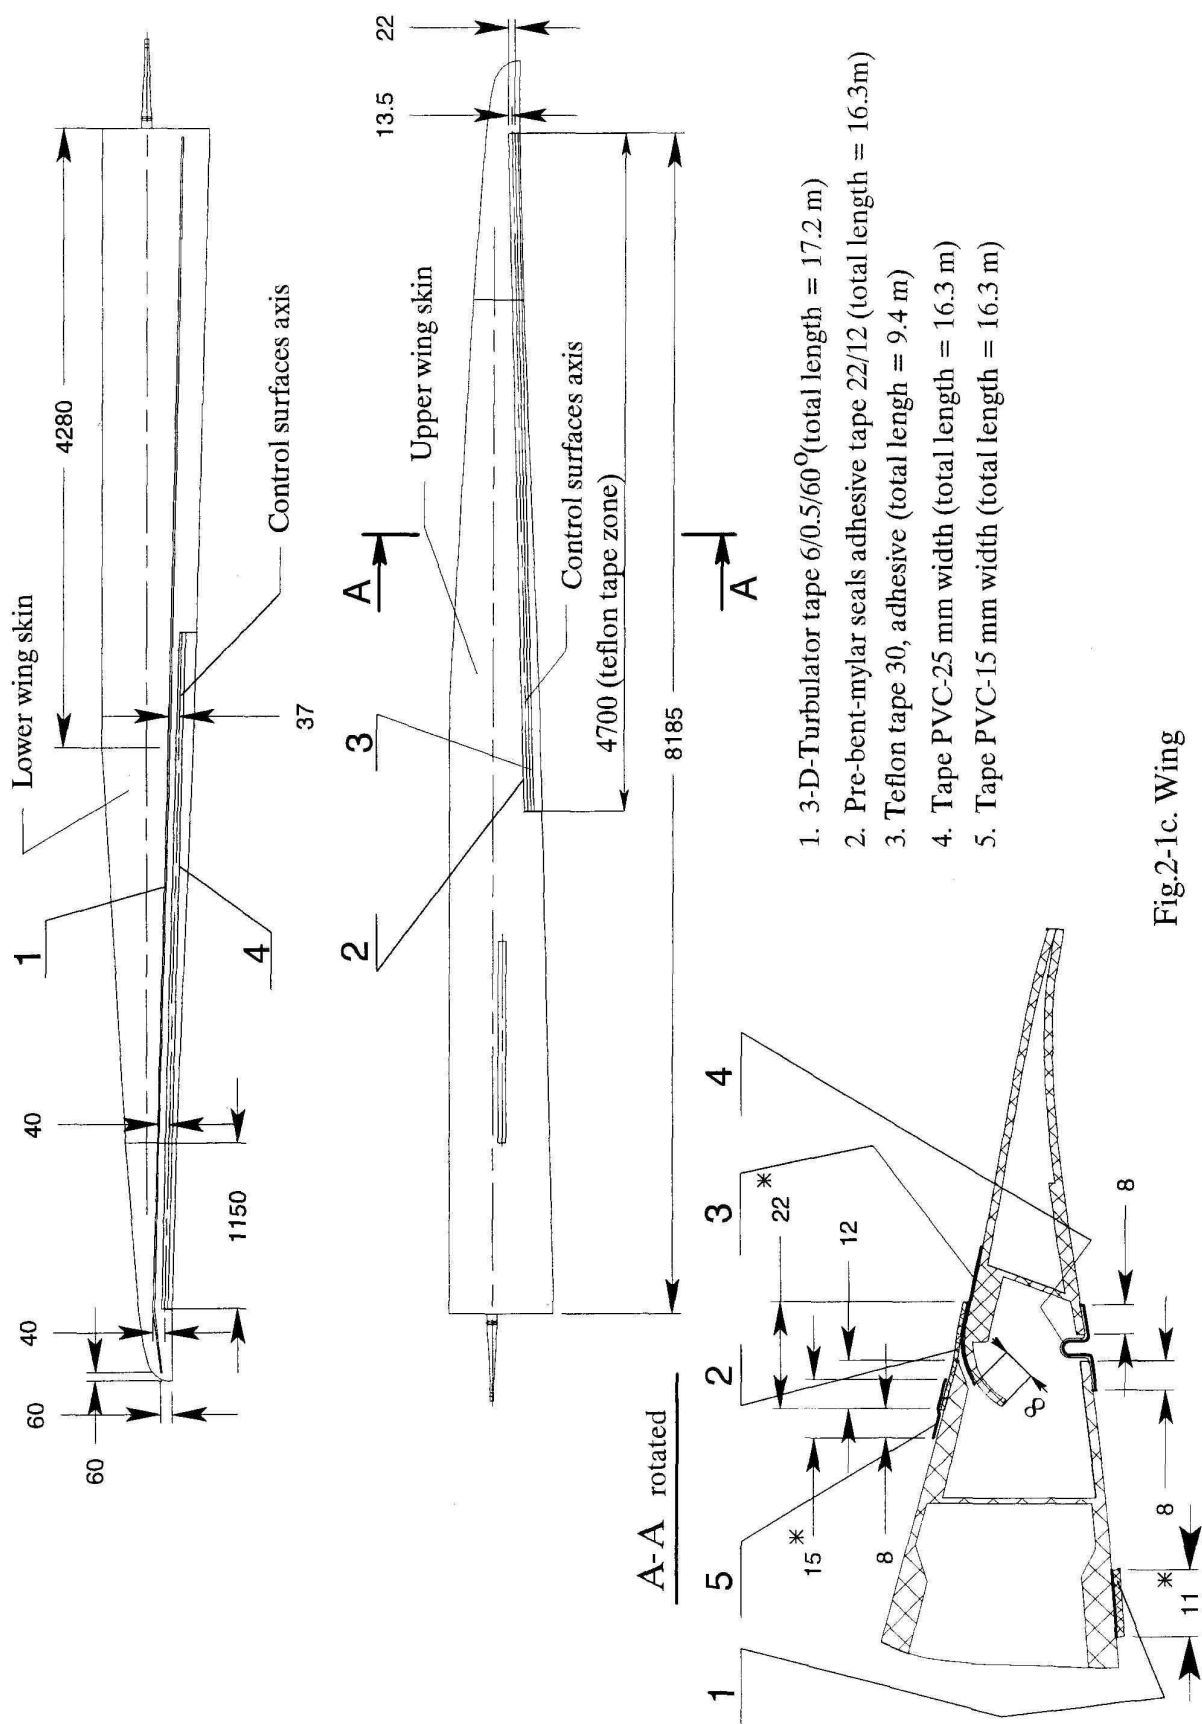 Lower wing skin
4280
1
4
Control surfaces axis
37
40
1150
40
60
60
22
13.5
Upper wing skin
A
A
Control surfaces axis
3
2
4700 (teflon tape zone)
8185
1. 3-D-Turbulator tape 6/0.5/60⁰(total length = 17.2 m)
2. Pre-bent-mylar seals adhesive tape 22/12 (total length = 16.3m)
3. Teflon tape 30, adhesive (total lengh = 9.4 m)
4. Tape PVC-25 mm width (total length = 16.3 m)
5. Tape PVC-15 mm width (total length = 16.3 m)
A-A rotated
1
5
2
3
4
15*
8
12
22*
8
8
8
11*
Fig.2-1c. Wing